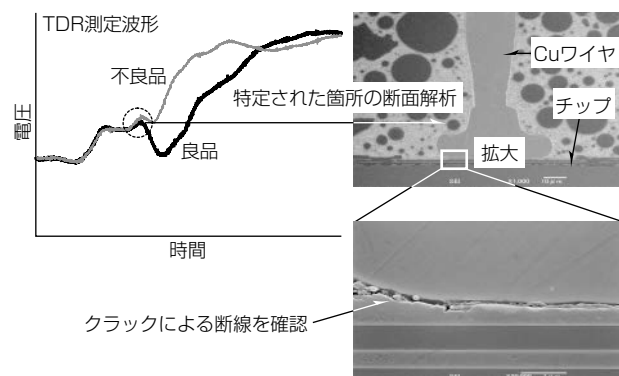 TDR測定波形
不良品
良品
電圧
時間
特定された箇所の断面解析
Cuワイヤ
チップ
拡大
X1,000
クラックによる断線を確認